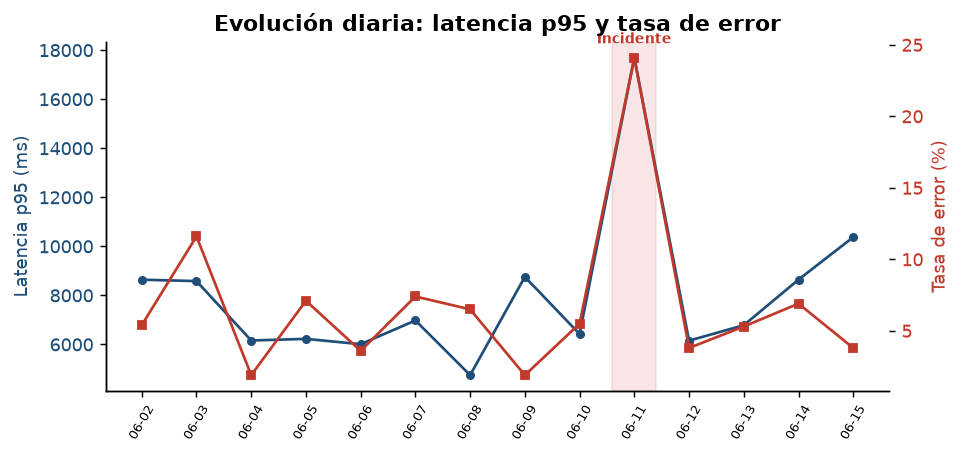 Evolución diaria: latencia p95 y tasa de error
Incidente
Latencia p95 (ms)
18000
16000
14000
12000
10000
8000
6000
25
20
15
10
5
Tasa de error (%)
06-02 06-03 06-04 06-05 06-06 06-07 06-08 06-09 06-10 06-11 06-12 06-13 06-14 06-15